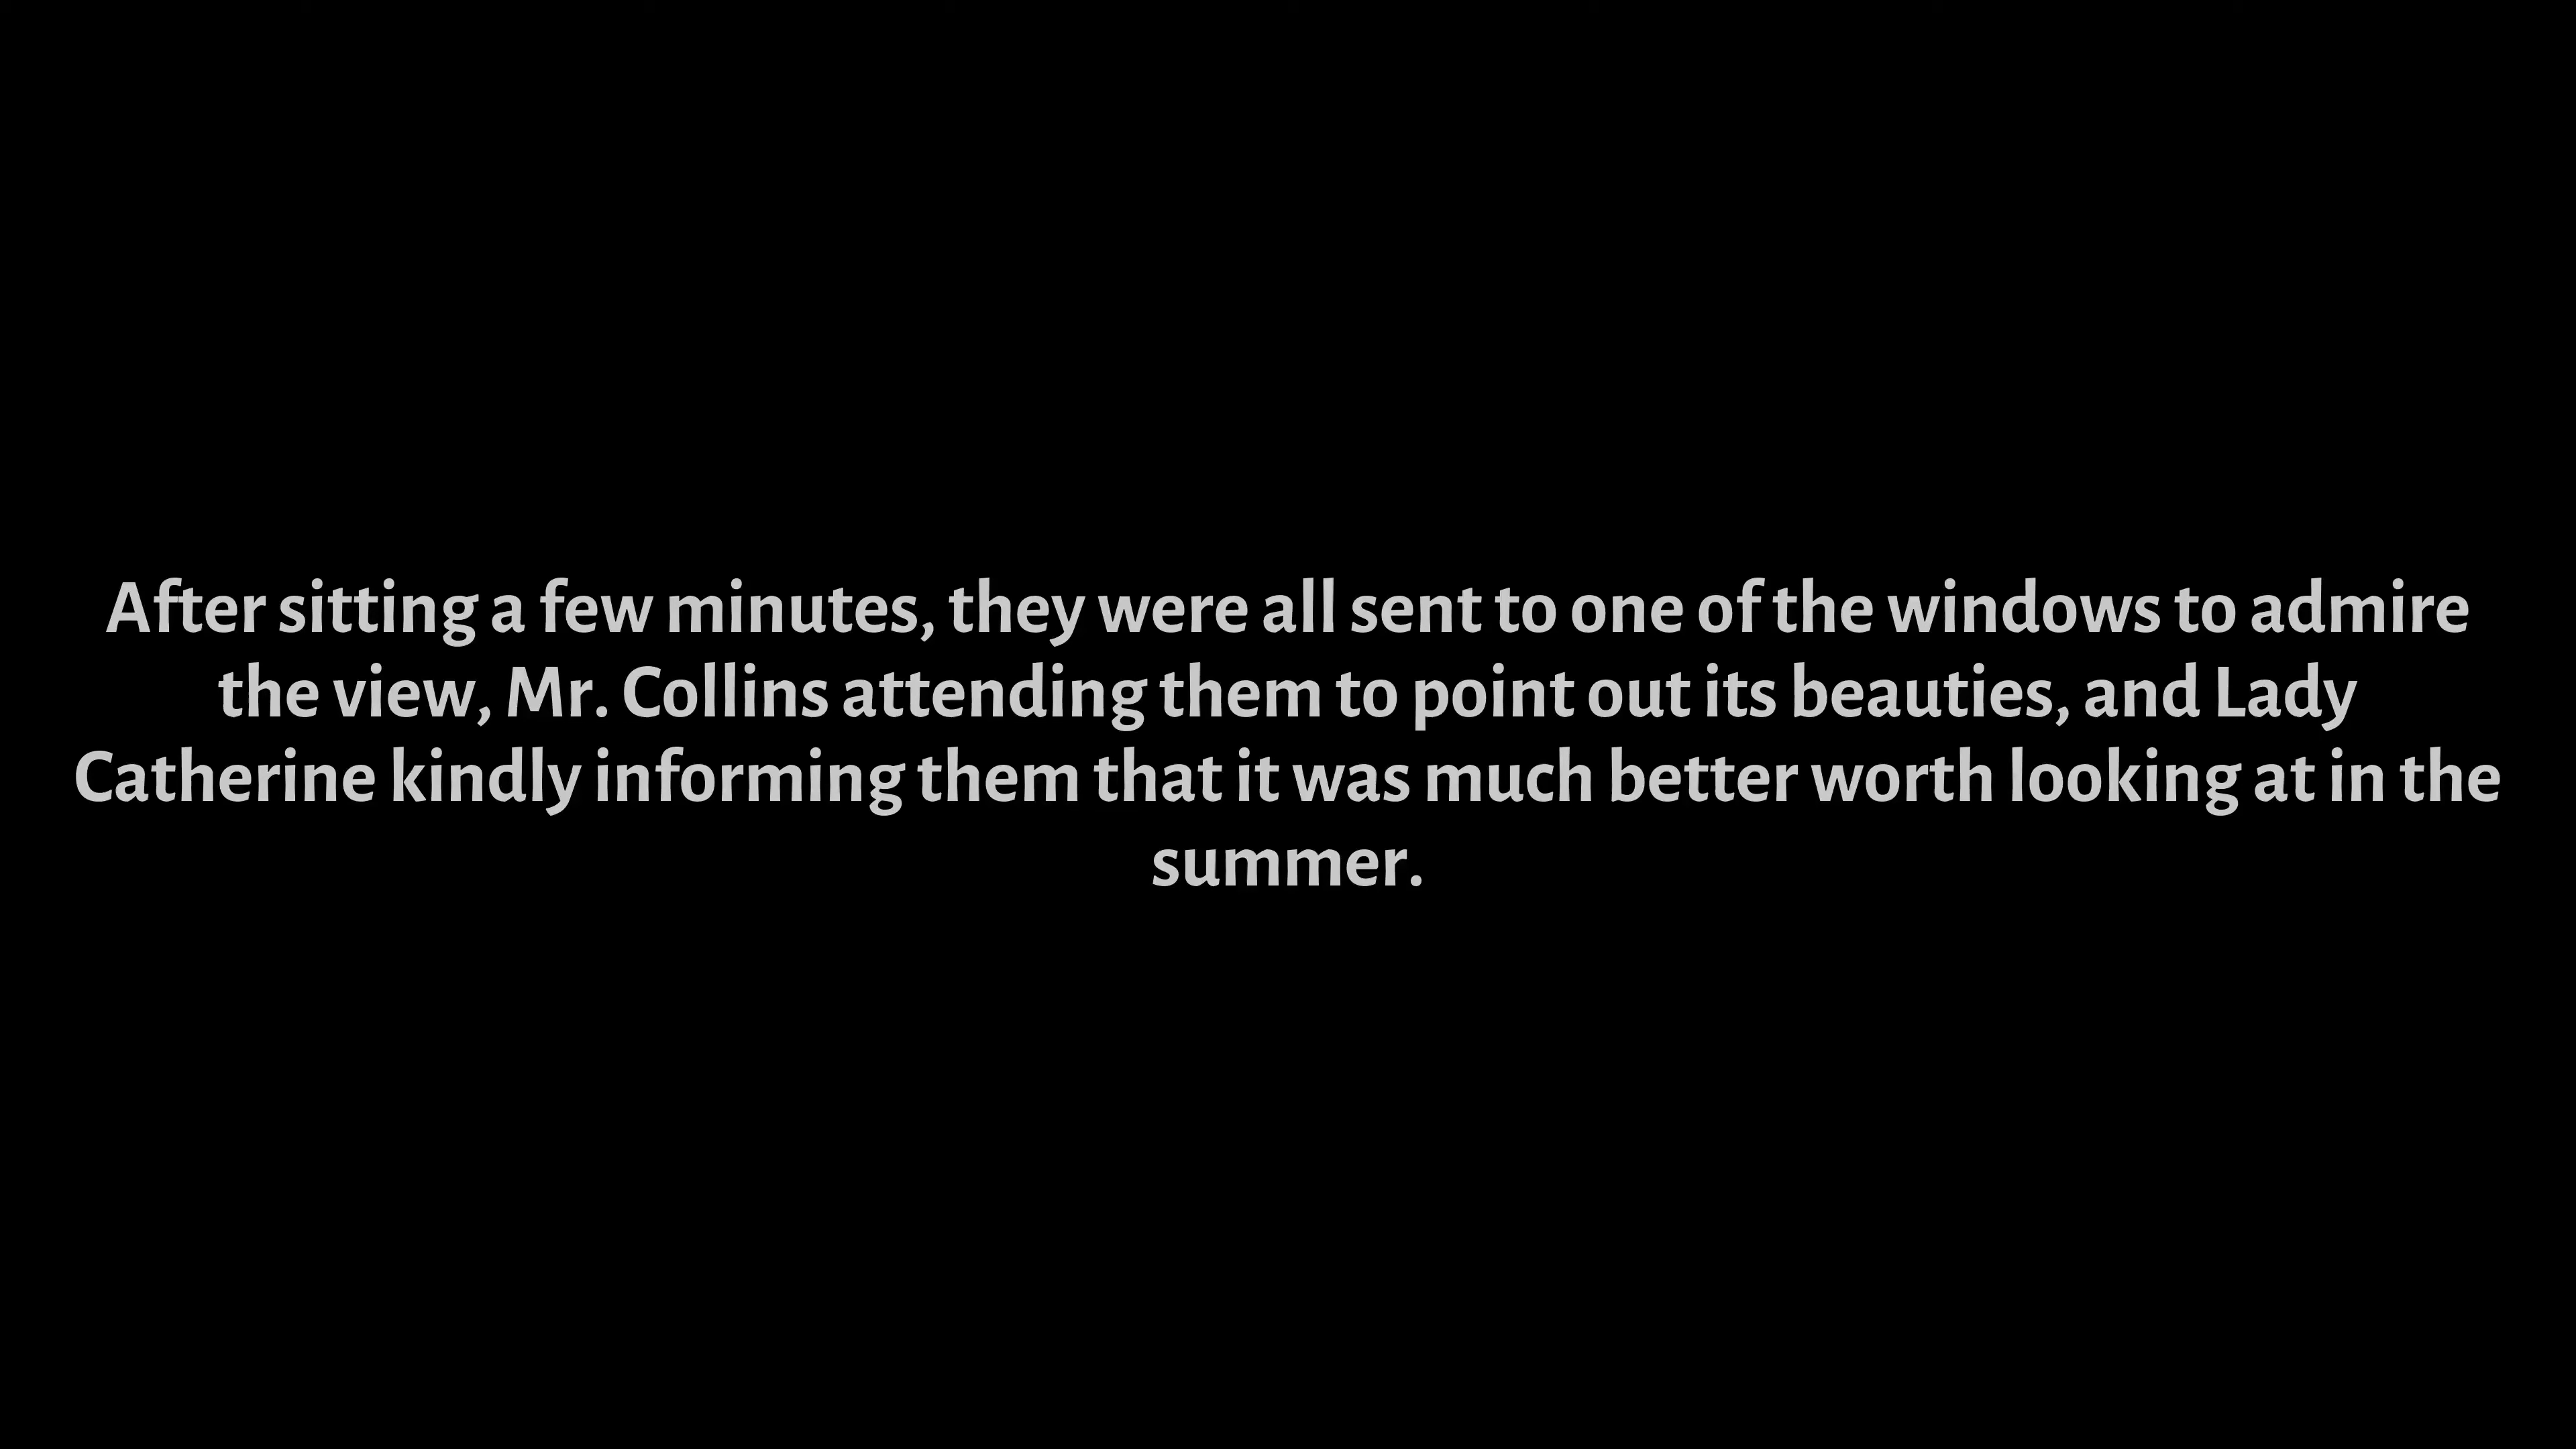 After sitting a few minutes, they were all sent to one of the windows to admire
the view, Mr. Collins attending them to point out its beauties, and Lady
Catherine kindly informing them that it was much better worth looking at in the
summer.